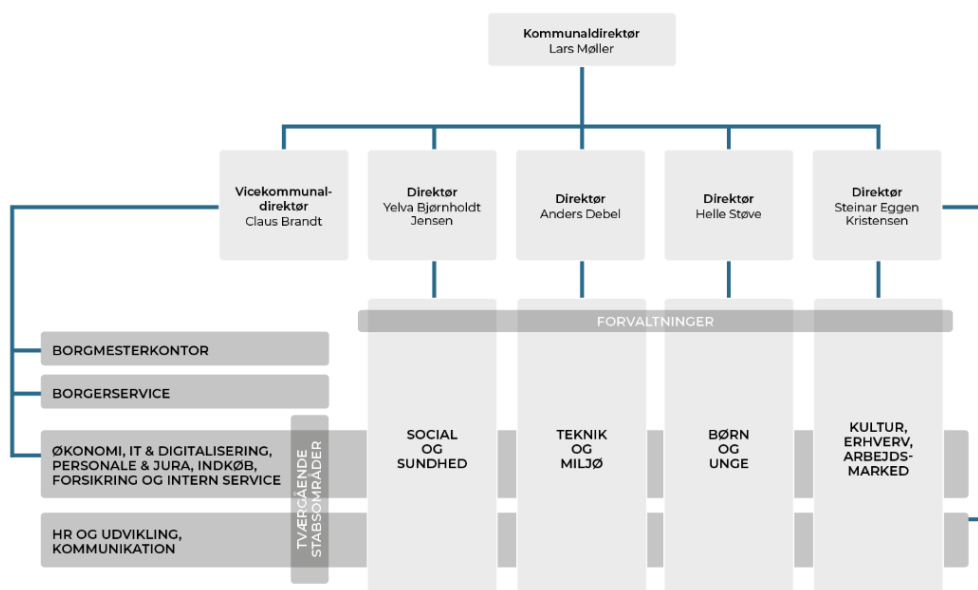 Kommunaldirektør
Lars Møller
Vicekommunal-
direktør
Claus Brandt
Direktør
Yelva Bjørnholdt
Jensen
Direktør
Anders Debel
Direktør
Helle Støve
Direktør
Steinar Eggen
Kristensen
FORVALTNINGER
BORGMESTERKONTOR
BORGERSERVICE
ØKONOMI, IT & DIGITALISERING,
PERSONALE & JURA, INDKØB,
FORSIKRING OG INTERN SERVICE
HR OG UDVIKLING,
KOMMUNIKATION
TVÆRGÅENDE
STABSOMRÅDER
SOCIAL
OG
SUNDHED
TEKNIK
OG
MILJØ
BØRN
OG
UNGE
KULTUR,
ERHVERV,
ARBEJDS-
MARKED